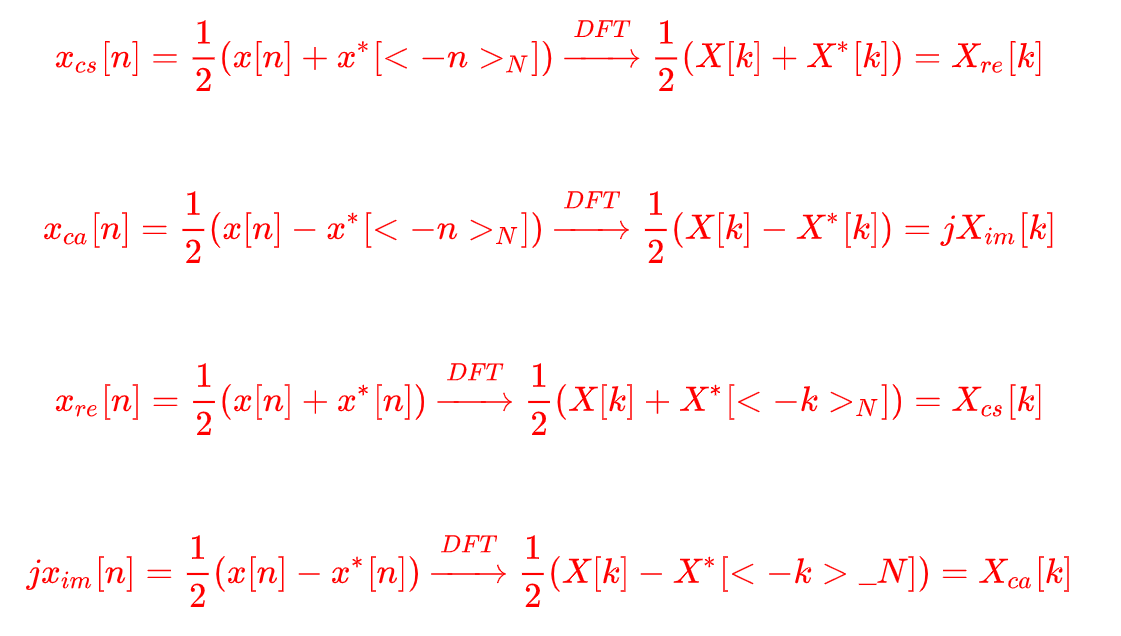 x_{cs}[n] = \frac{1}{2}(x[n] + x^*[< -n >_N]) \xrightarrow{DFT} \frac{1}{2}(X[k] + X^*[k]) = X_{re}[k]
x_{ca}[n] = \frac{1}{2}(x[n] - x^*[< -n >_N]) \xrightarrow{DFT} \frac{1}{2}(X[k] - X^*[k]) = jX_{im}[k]
x_{re}[n] = \frac{1}{2}(x[n] + x^*[n]) \xrightarrow{DFT} \frac{1}{2}(X[k] + X^*[< -k >_N]) = X_{cs}[k]
jx_{im}[n] = \frac{1}{2}(x[n] - x^*[n]) \xrightarrow{DFT} \frac{1}{2}(X[k] - X^*[< -k > \_N]) = X_{ca}[k]